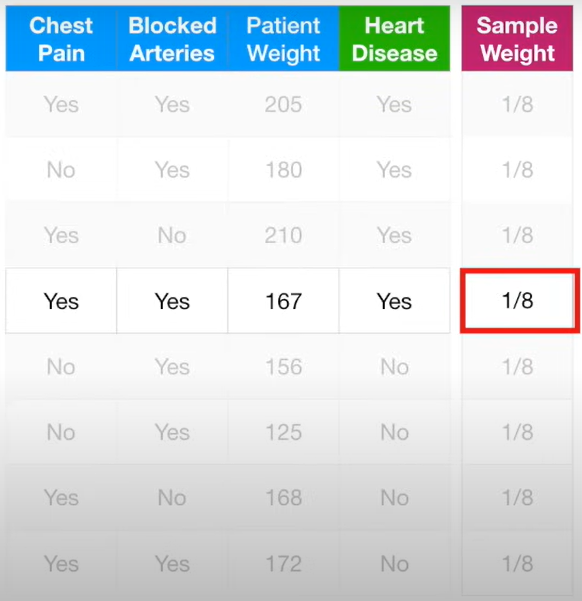 Chest Pain Blocked Arteries Patient Weight Heart Disease Sample Weight
Yes Yes 205 Yes 1/8
No Yes 180 Yes 1/8
Yes No 210 Yes 1/8
Yes Yes 167 Yes 1/8
No Yes 156 No 1/8
No Yes 125 No 1/8
Yes No 168 No 1/8
Yes Yes 172 No 1/8